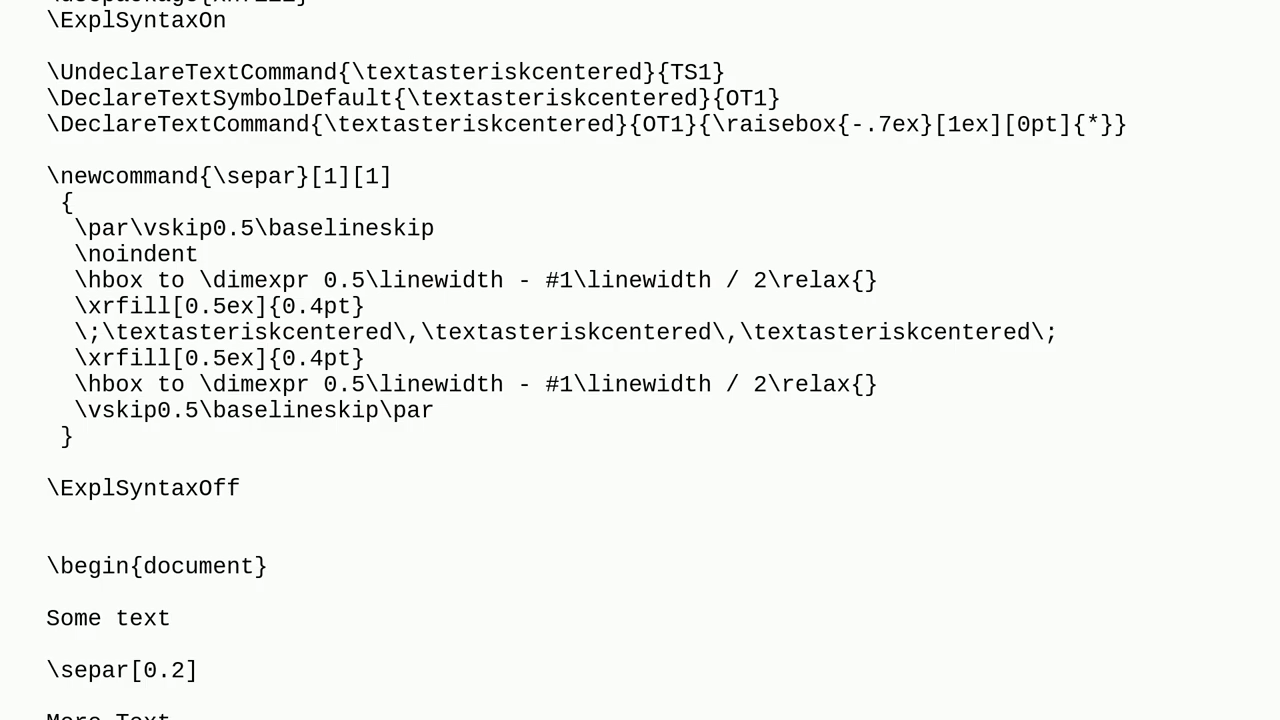 \ExplSyntaxOn
\UndeclareTextCommand{\textasteriskcentered}{TS1}
\DeclareTextSymbolDefault{\textasteriskcentered}{OT1}
\DeclareTextCommand{\textasteriskcentered}{OT1}{\raisebox{-.7ex}[1ex][0pt]{*}}
\newcommand{\separ}[1][1]
{
\par\vskip0.5\baselineskip
\noindent
\hbox to \dimexpr 0.5\linewidth - #1\linewidth / 2\relax{}
\xrfill[0.5ex]{0.4pt}
\;\textasteriskcentered\,\textasteriskcentered\,\textasteriskcentered\;
\xrfill[0.5ex]{0.4pt}
\hbox to \dimexpr 0.5\linewidth - #1\linewidth / 2\relax{}
\vskip0.5\baselineskip\par
}
\ExplSyntaxOff
\begin{document}
Some text
\separ[0.2]
More Text